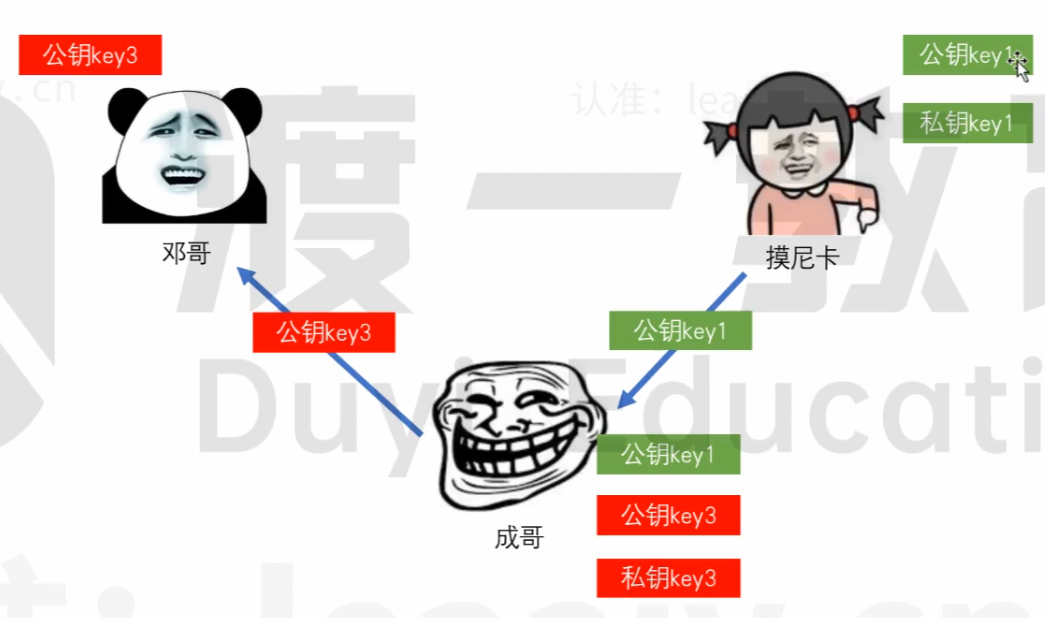 公钥key3
公钥key1
私钥key1
认准：lea
渡一教
邓哥
摸尼卡
公钥key3
公钥key1
Duyi Educati
公钥key1
公钥key3
成哥
私钥key3